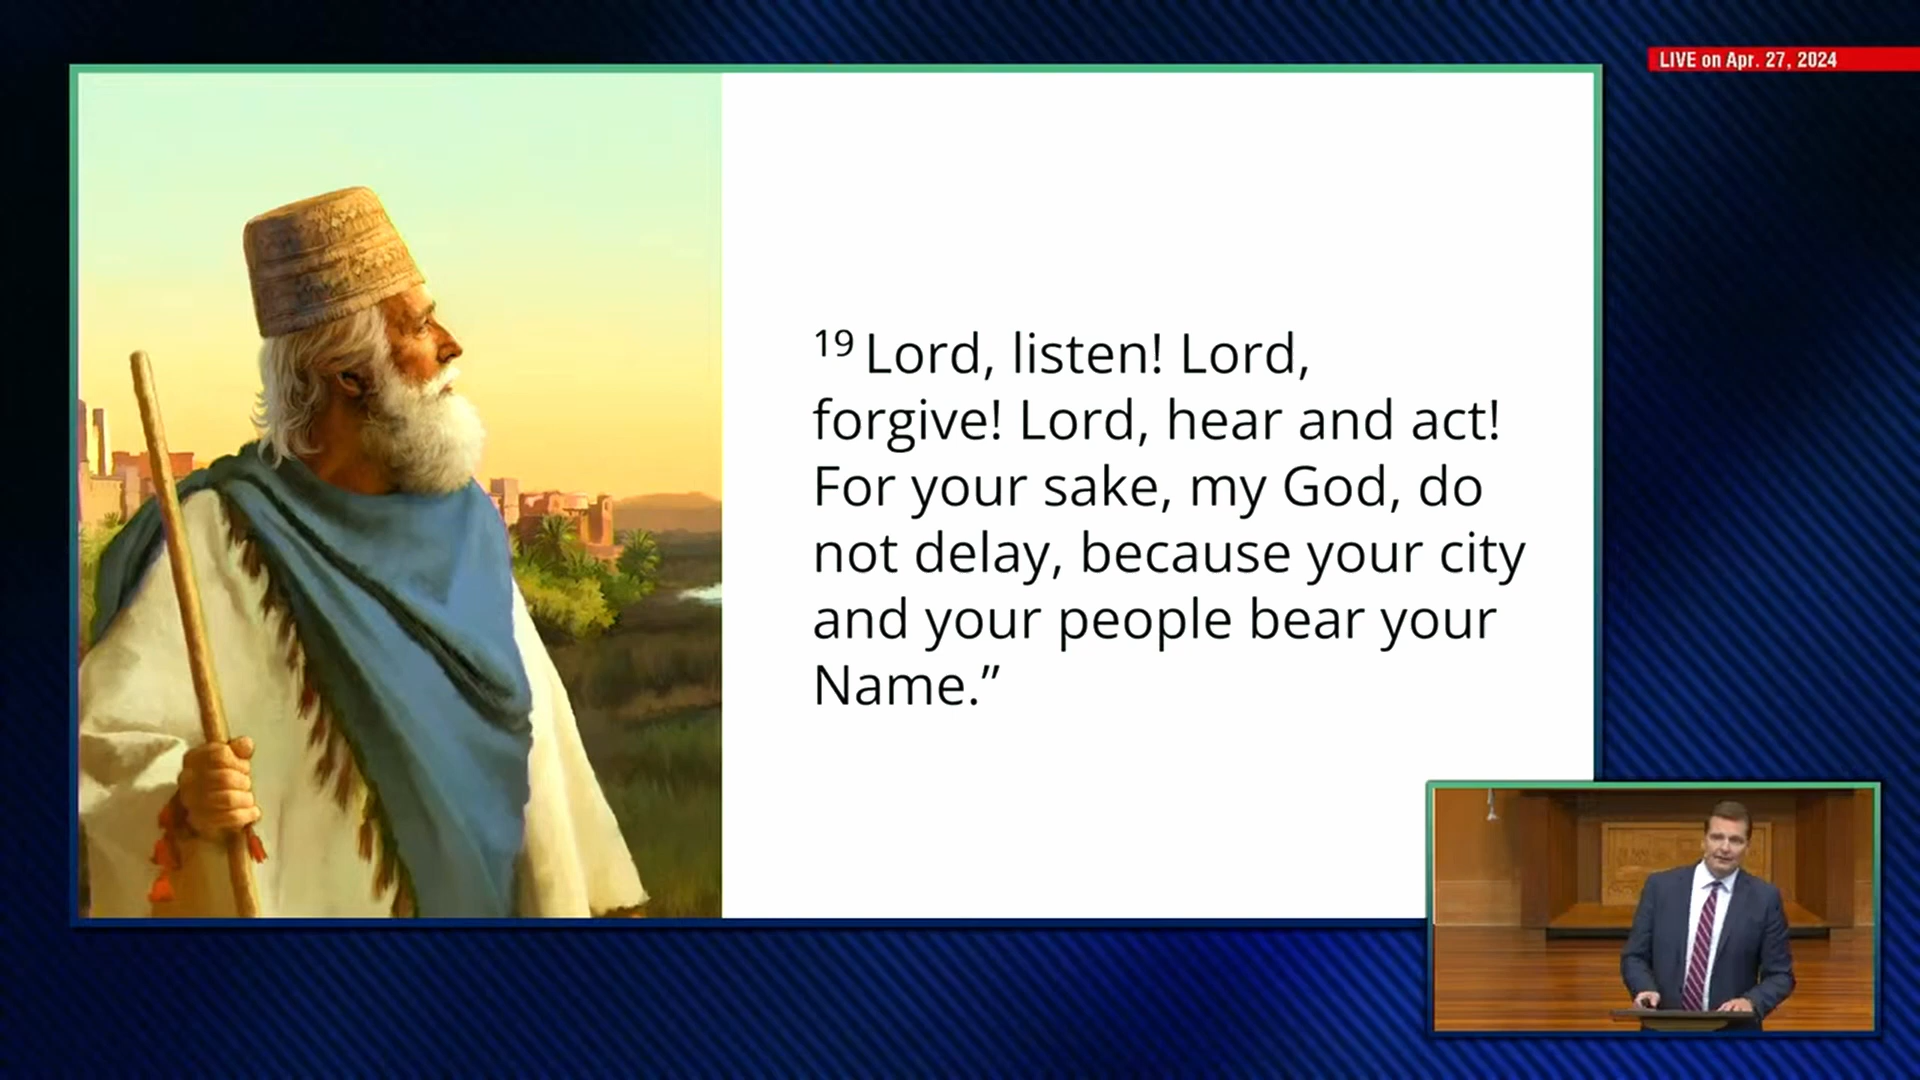 LIVE on Apr. 27, 2024
19 Lord, listen! Lord,
forgive! Lord, hear and act!
For your sake, my God, do
not delay, because your city
and your people bear your
Name.”